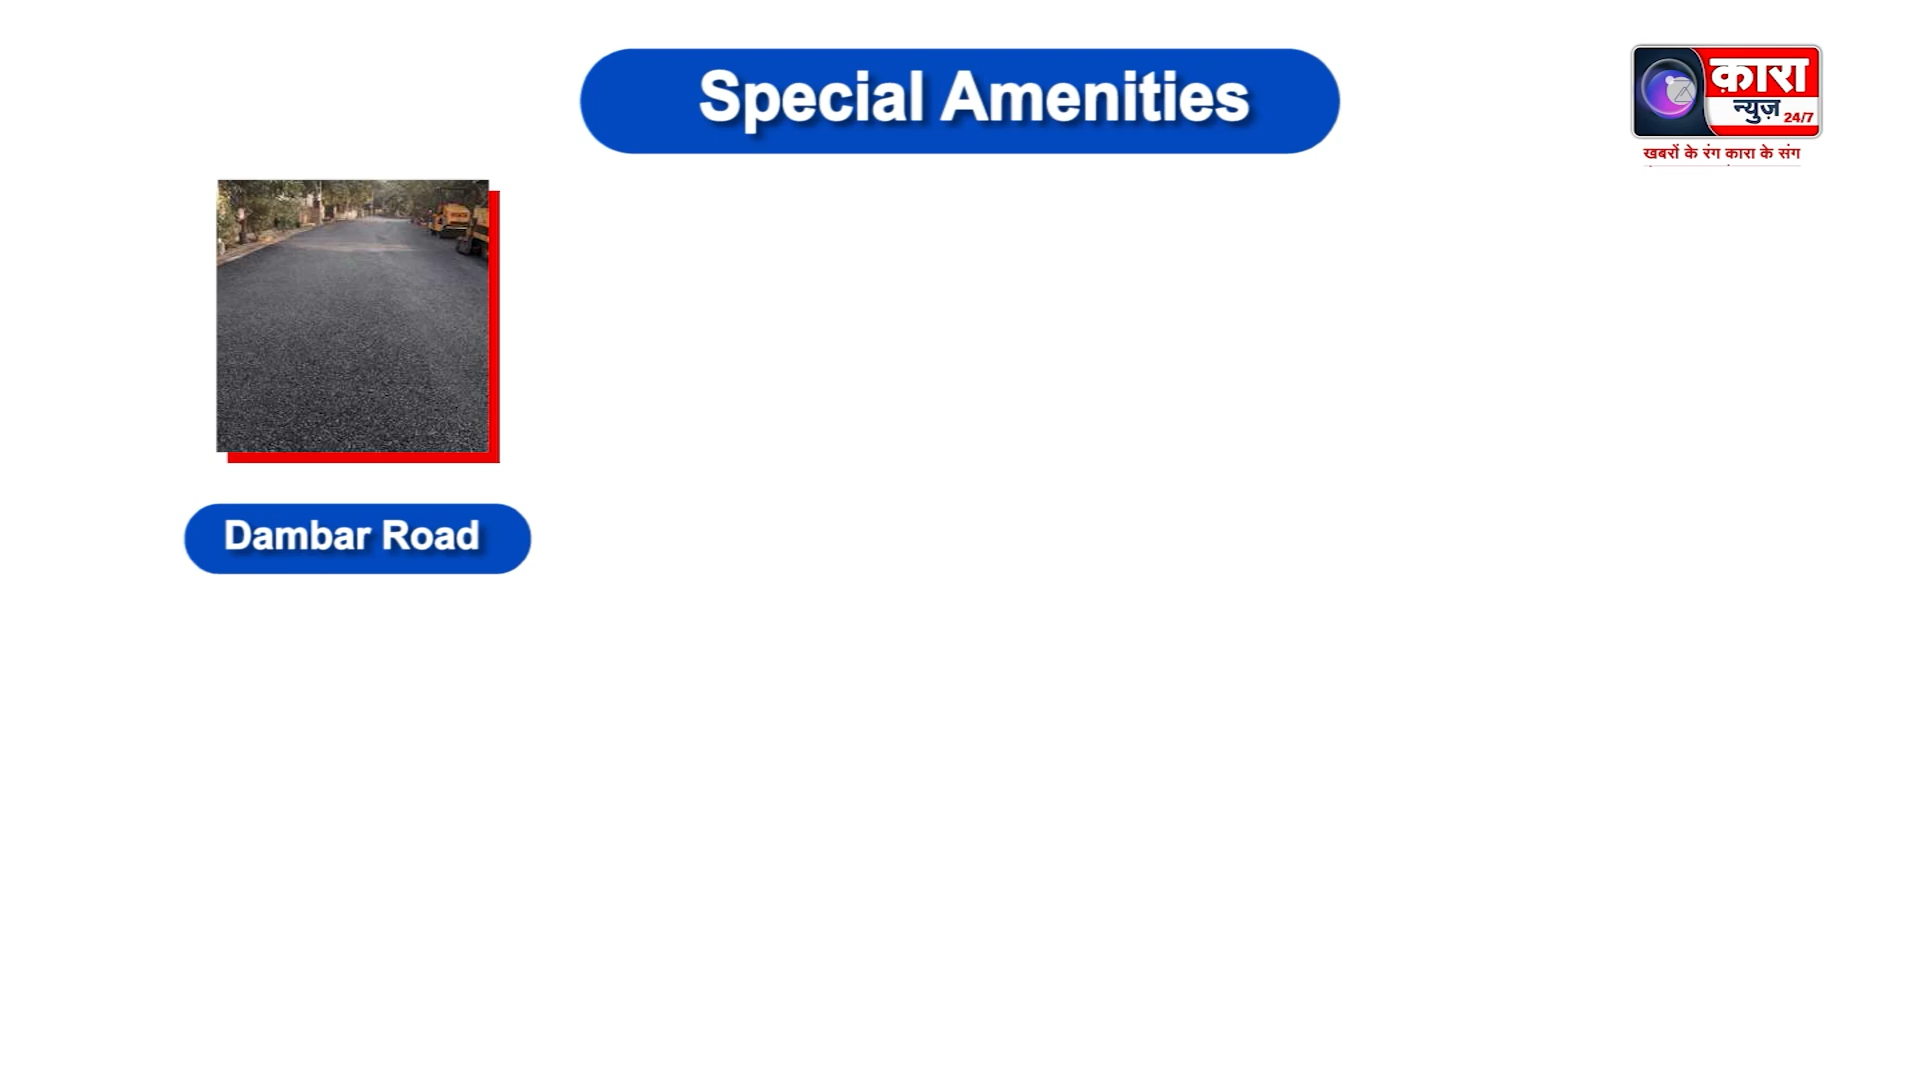 Special Amenities
क़ारा
न्युज़ 24/7
खबरों के रंग कारा के संग
Dambar Road